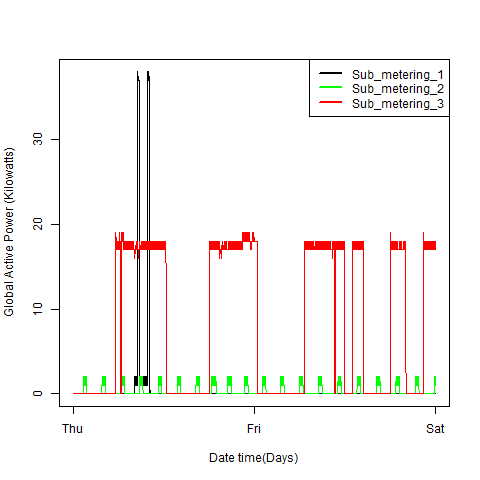 Sub_metering_1
Sub_metering_2
Sub_metering_3
Global Active Power (Kilowatts)
30
20
10
0
Thu Fri Sat
Date time(Days)